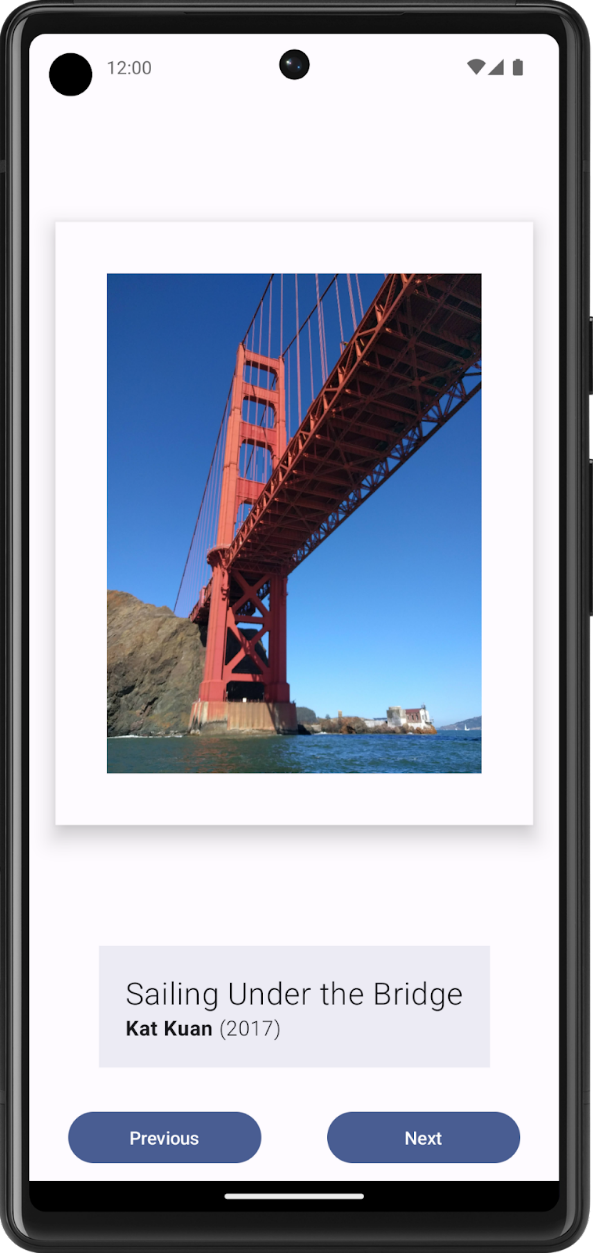 12:00
Sailing Under the Bridge
Kat Kuan (2017)
Previous
Next